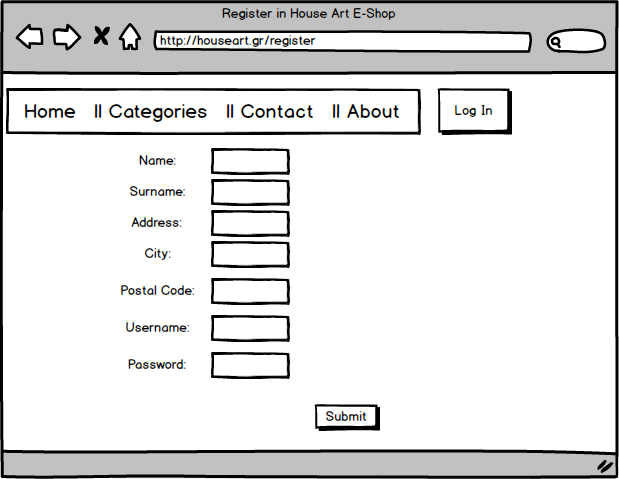 Register in House Art E-Shop
http://houseart.gr/register
Home || Categories || Contact || About
Log In
Name:
Surname:
Address:
City:
Postal Code:
Username:
Password:
Submit